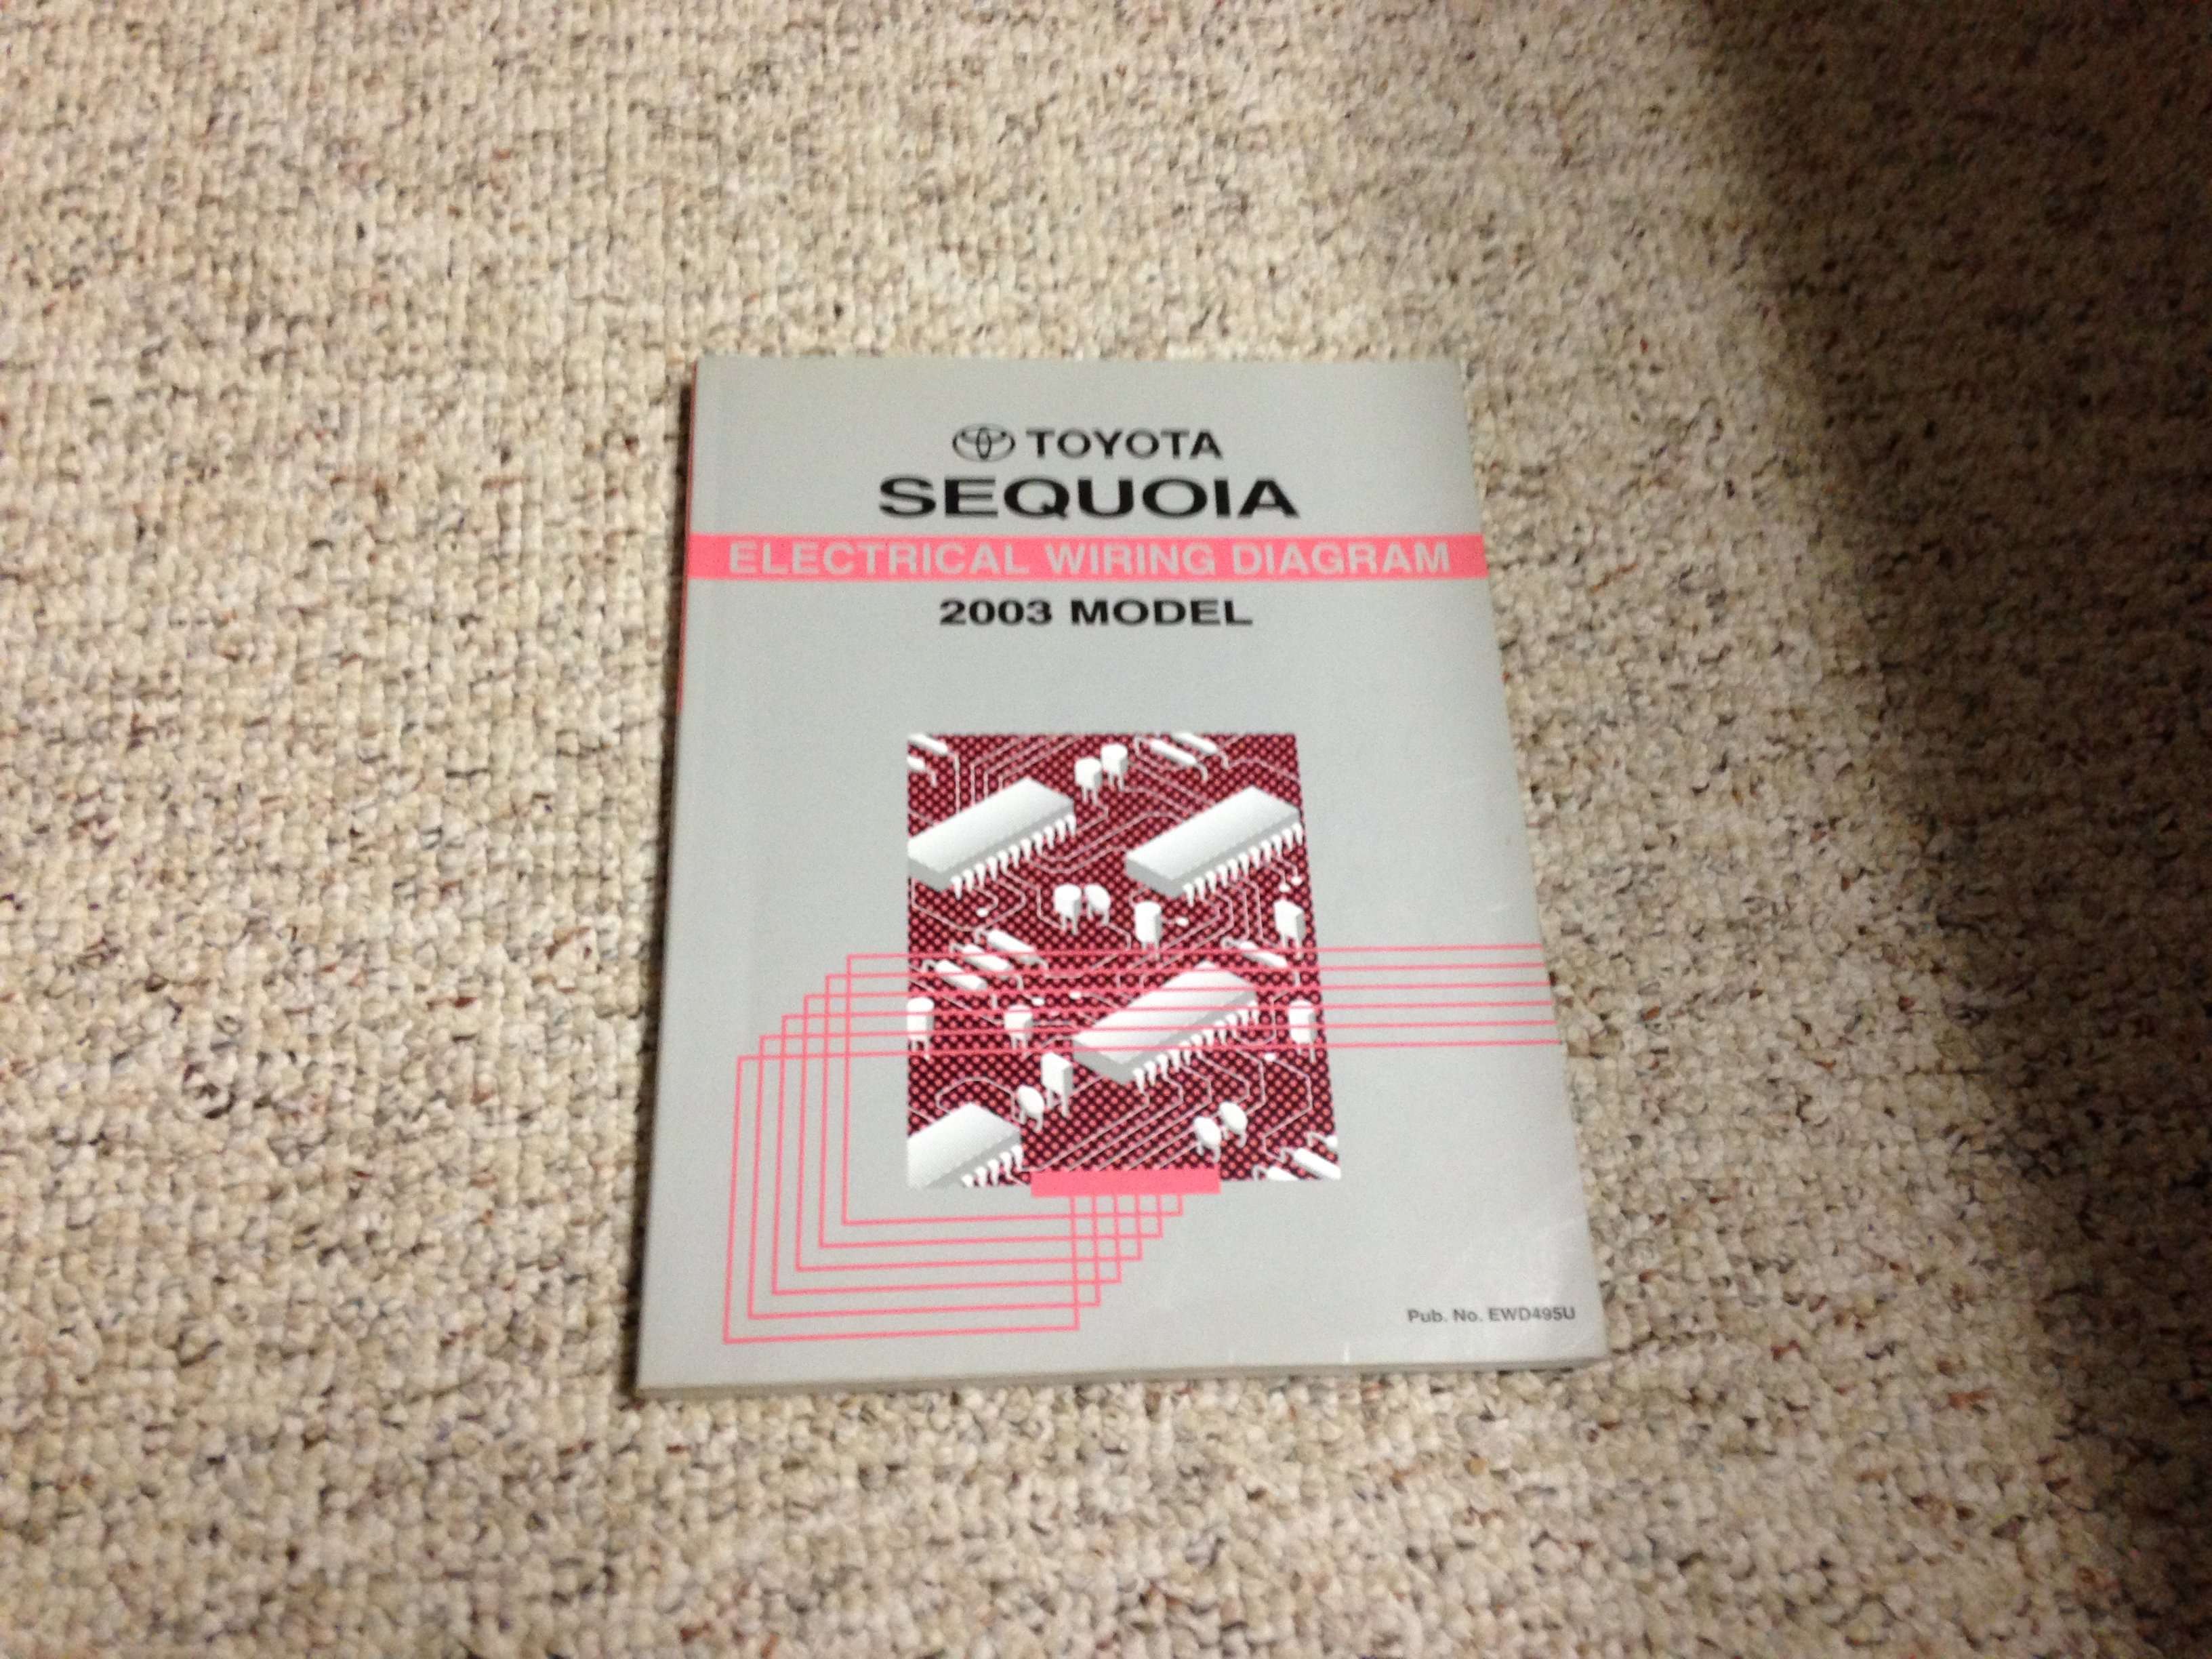 TOYOTA
SEQUOIA
ELECTRICAL WIRING DIAGRAM
2003 MODEL
Pub. No. EWD495U